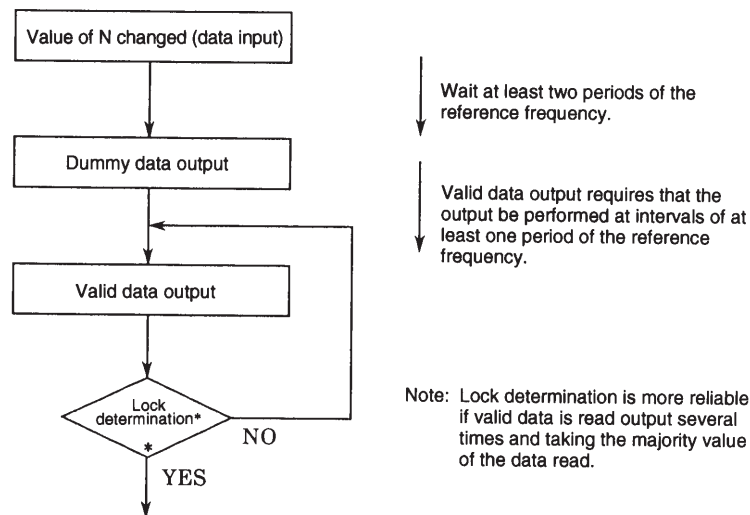 Value of N changed (data input)
Wait at least two periods of the
reference frequency.
Dummy data output
Valid data output requires that the
output be performed at intervals of at
least one period of the reference
frequency.
Valid data output
Lock
determination*
*
NO
YES
Note: Lock determination is more reliable
if valid data is read output several
times and taking the majority value
of the data read.